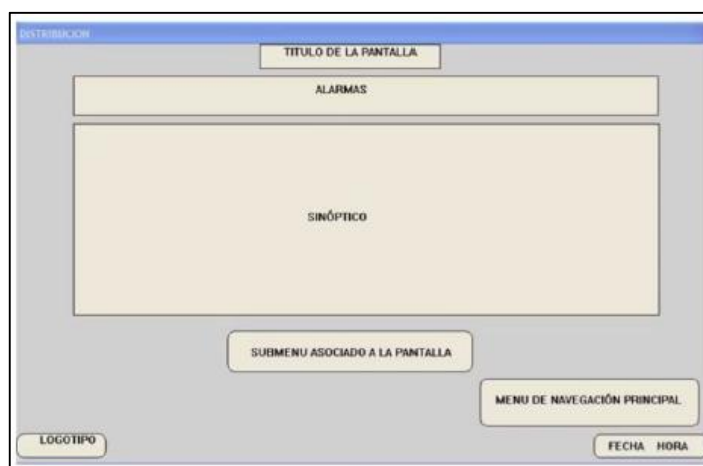 DISTRIBUCION
TITULO DE LA PANTALLA
ALARMAS
SINÓPTICO
SUBMENU ASOCIADO A LA PANTALLA
MENU DE NAVEGACIÓN PRINCIPAL
LOGOTIPO
FECHA HORA